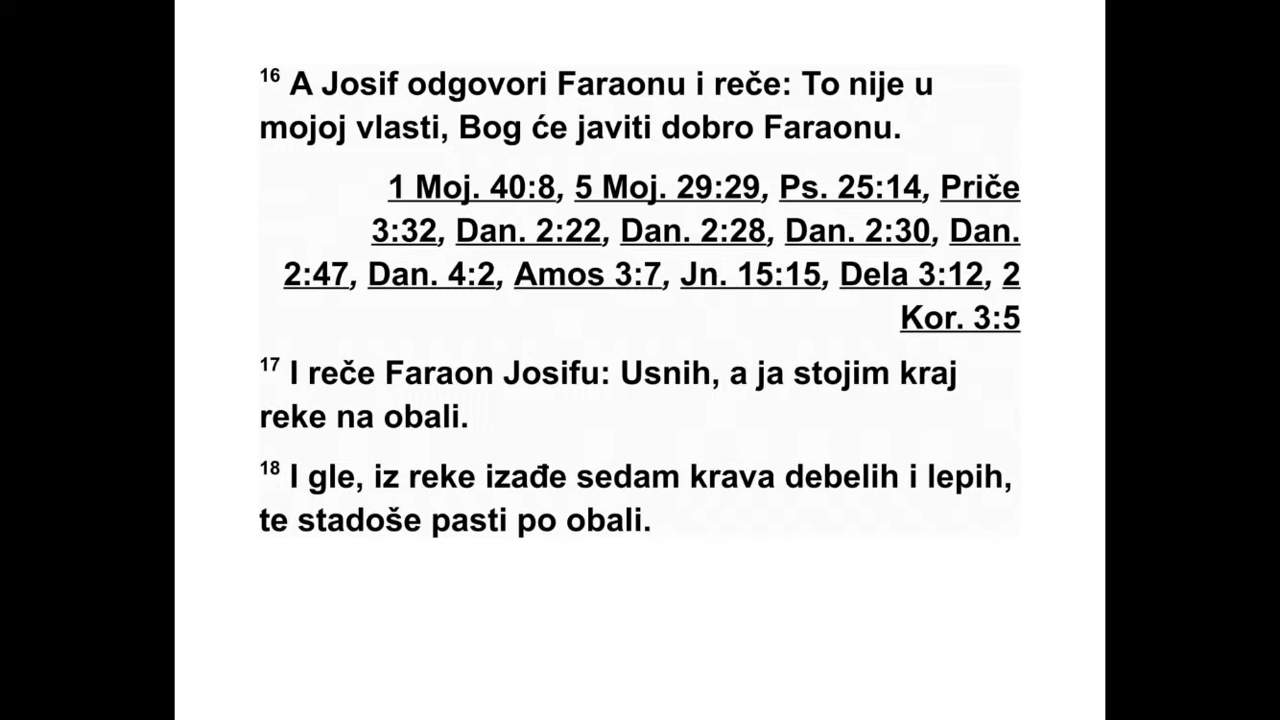 16 A Josif odgovori Faraonu i reče: To nije u
mojoj vlasti, Bog će javiti dobro Faraonu.
1 Moj. 40:8, 5 Moj. 29:29, Ps. 25:14, Priče
3:32, Dan. 2:22, Dan. 2:28, Dan. 2:30, Dan.
2:47, Dan. 4:2, Amos 3:7, Jn. 15:15, Dela 3:12, 2
Kor. 3:5
17 I reče Faraon Josifu: Usnih, a ja stojim kraj
reke na obali.
18 I gle, iz reke izađe sedam krava debelih i lepih,
te stadoše pasti po obali.